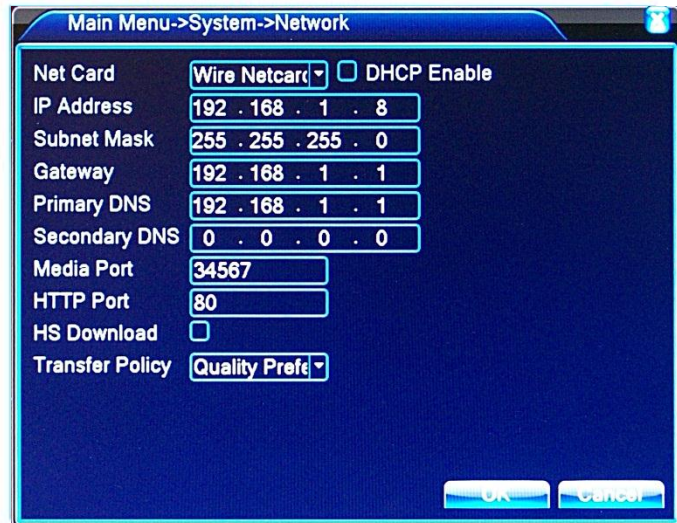 Main Menu->System->Network
Net Card Wire Netcar DHCP Enable
IP Address 192 . 168 . 1 . 8
Subnet Mask 255 . 255 . 255 . 0
Gateway 192 . 168 . 1 . 1
Primary DNS 192 . 168 . 1 . 1
Secondary DNS 0 . 0 . 0 . 0
Media Port 34567
HTTP Port 80
HS Download
Transfer Policy Quality Prefe
OK Cancel